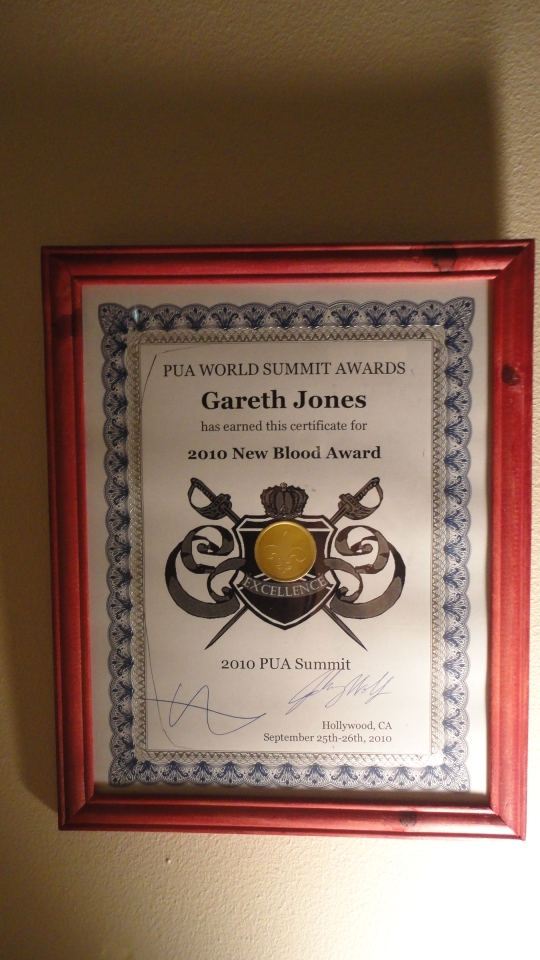 PUA WORLD SUMMIT AWARDS
Gareth Jones
has earned this certificate for
2010 New Blood Award
EXCELLENCE
2010 PUA Summit
Hollywood, CA
September 25th-26th, 2010